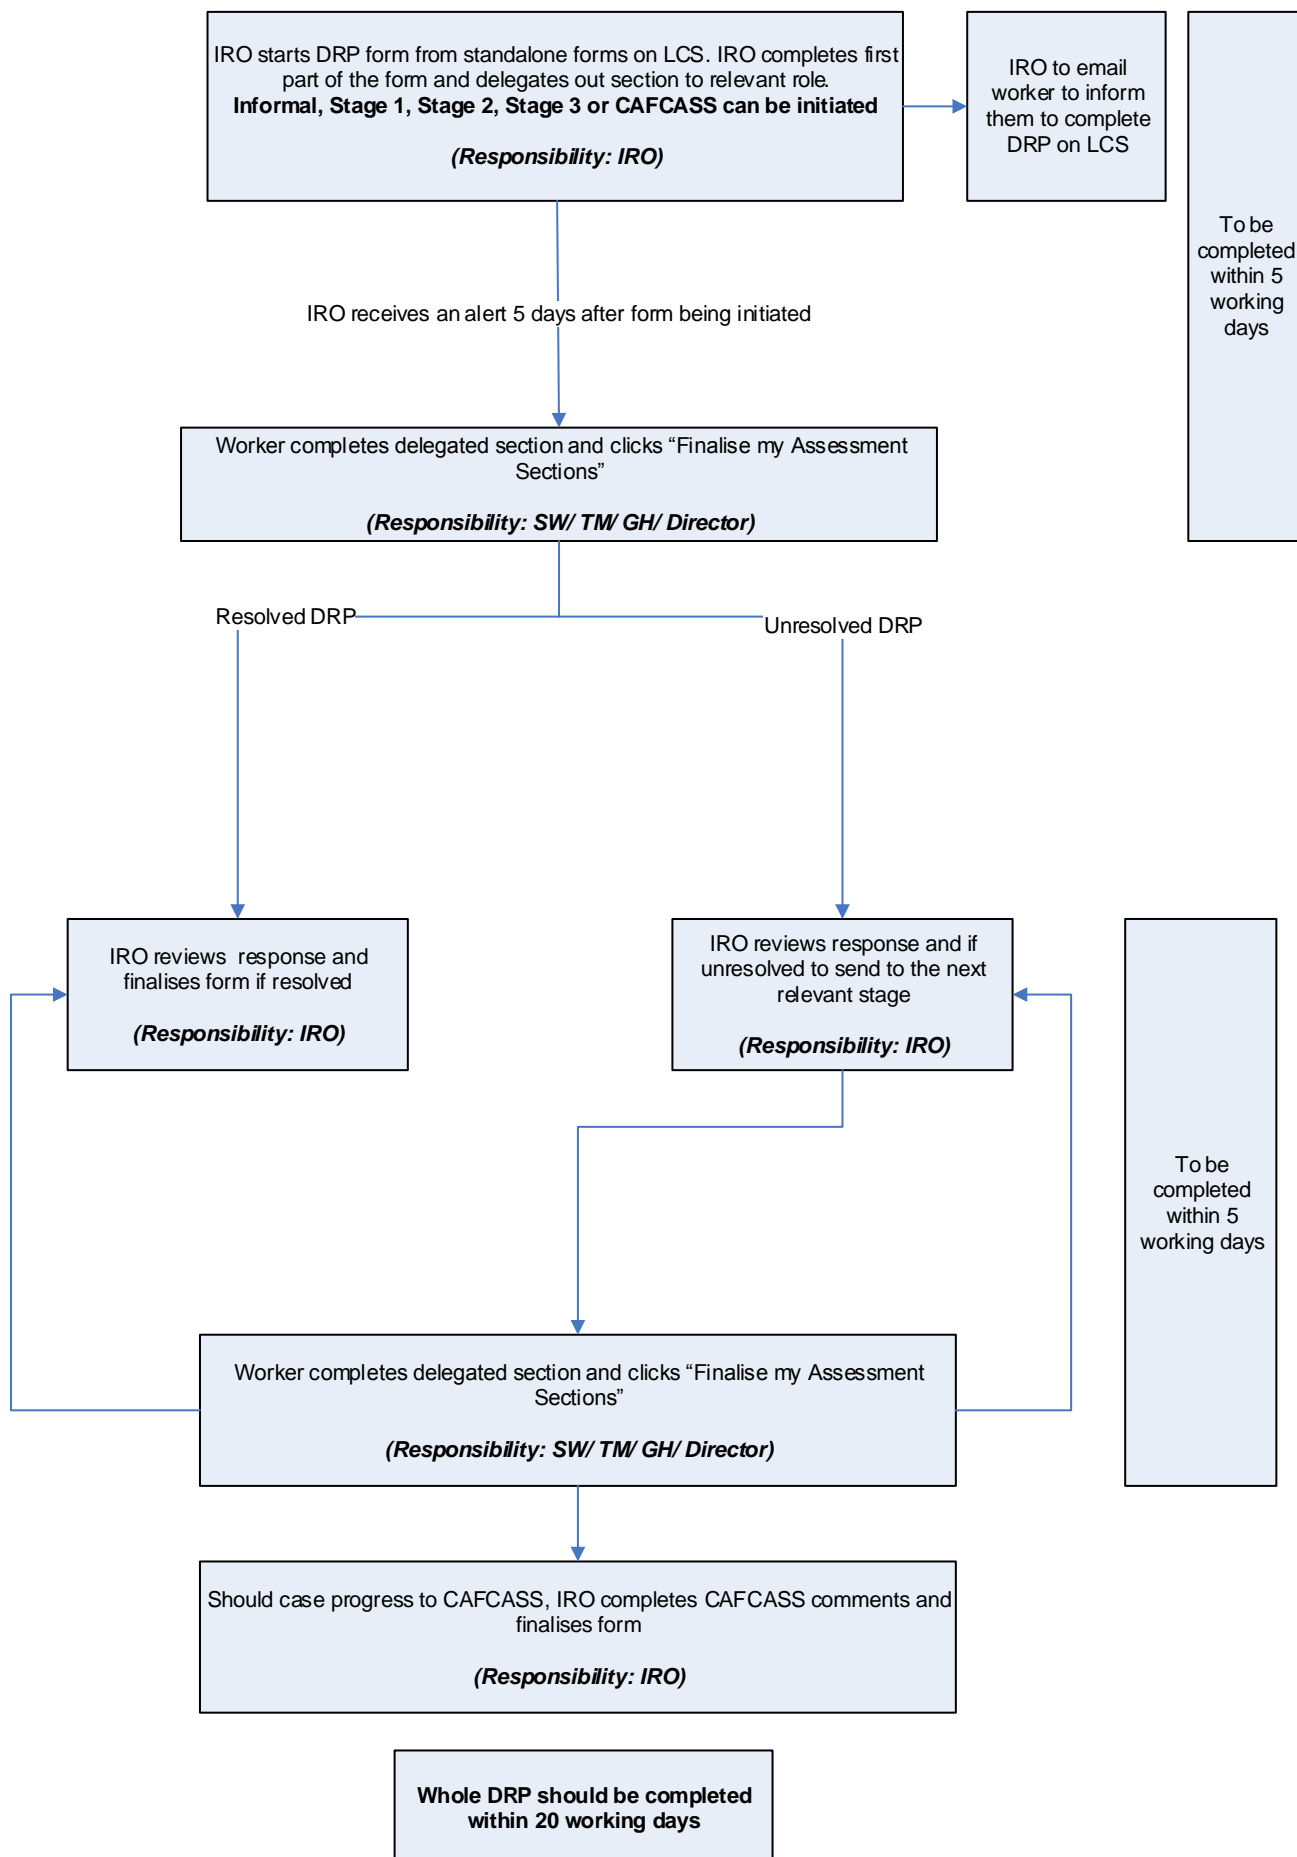 IRO starts DRP form from standalone forms on LCS. IRO completes first
part of the form and delegates out section to relevant role.
Informal, Stage 1, Stage 2, Stage 3 or CAFCASS can be initiated
(Responsibility: IRO)
IRO to email
worker to inform
them to complete
DRP on LCS
To be
completed
within 5
working
days
IRO receives an alert 5 days after form being initiated
Worker completes delegated section and clicks “Finalise my Assessment
Sections”
(Responsibility: SW/ TM/ GH/ Director)
Resolved DRP
Unresolved DRP
IRO reviews response and
finalises form if resolved
(Responsibility: IRO)
IRO reviews response and if
unresolved to send to the next
relevant stage
(Responsibility: IRO)
To be
completed
within 5
working days
Worker completes delegated section and clicks “Finalise my Assessment
Sections”
(Responsibility: SW/ TM/ GH/ Director)
Should case progress to CAFCASS, IRO completes CAFCASS comments and
finalises form
(Responsibility: IRO)
Whole DRP should be completed
within 20 working days